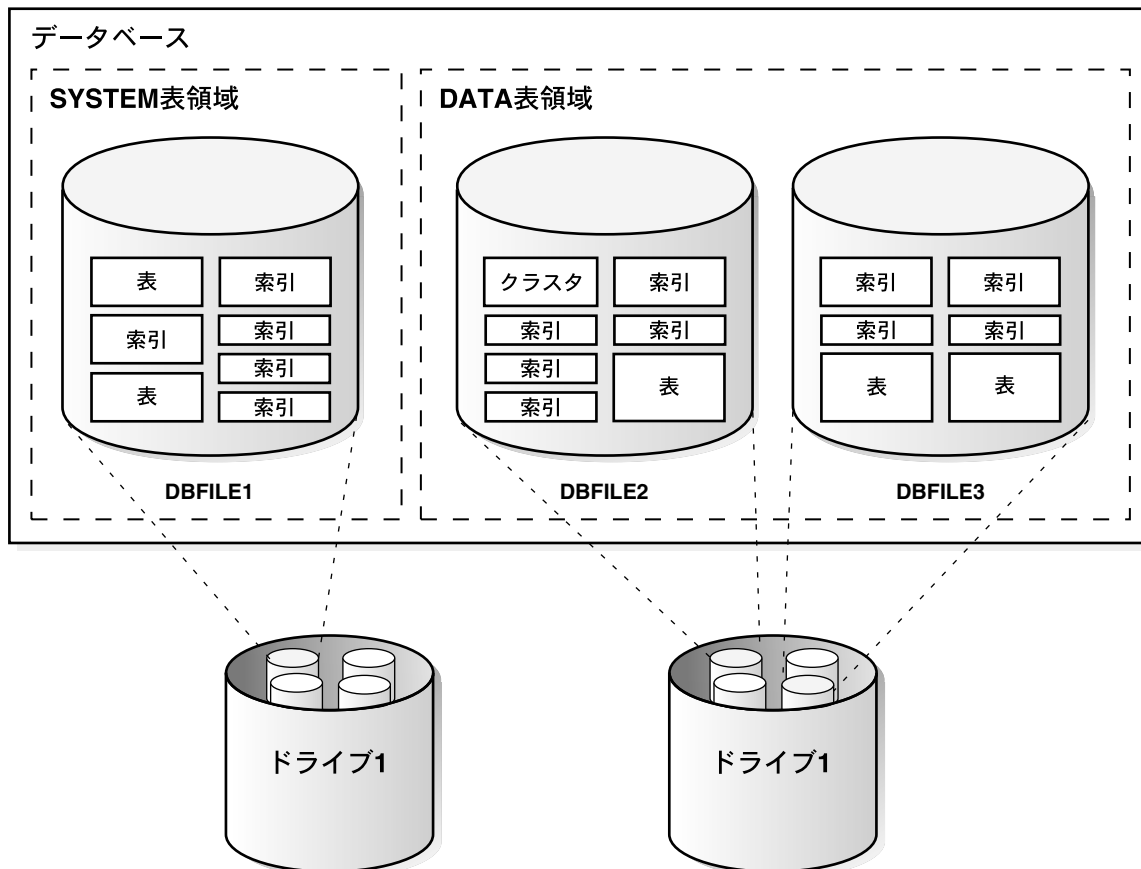 データベース
SYSTEM表領域
表
索引
索引
索引
索引
表
索引
索引
DBFILE1
DATA表領域
クラスタ
索引
索引
索引
索引
表
索引
DBFILE2
索引
索引
索引
索引
表
表
DBFILE3
ドライブ1
ドライブ1